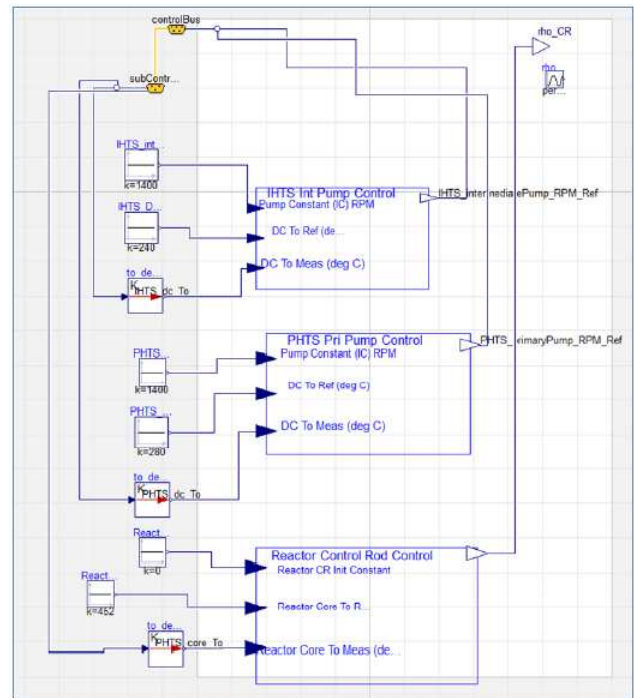 controlBus
rho_CR
subContr...
rho_
per...
IHTS_int...
k=1400
IHTS Int Pump Control
Pump Constant (IC) RPM
IHTS_intermediatePump_RPM_Ref
IHTS_D...
k=240
DC To Ref (de...
DC To Meas (deg C)
to_de...
K
IHTS_dc_To
PHTS Pri Pump Control
PHTS_primaryPump_RPM_Ref
PHTS_...
k=1400
Pump Constant (IC) RPM
DC To Ref (deg C)
PHTS_...
k=280
DC To Meas (deg C)
to_de...
K
PHTS_dc_To
React...
k=0
Reactor Control Rod Control
Reactor CR Init Constant
React...
k=452
Reactor Core To R...
to_de...
K
PHTS_core_To
Reactor Core To Meas (de...